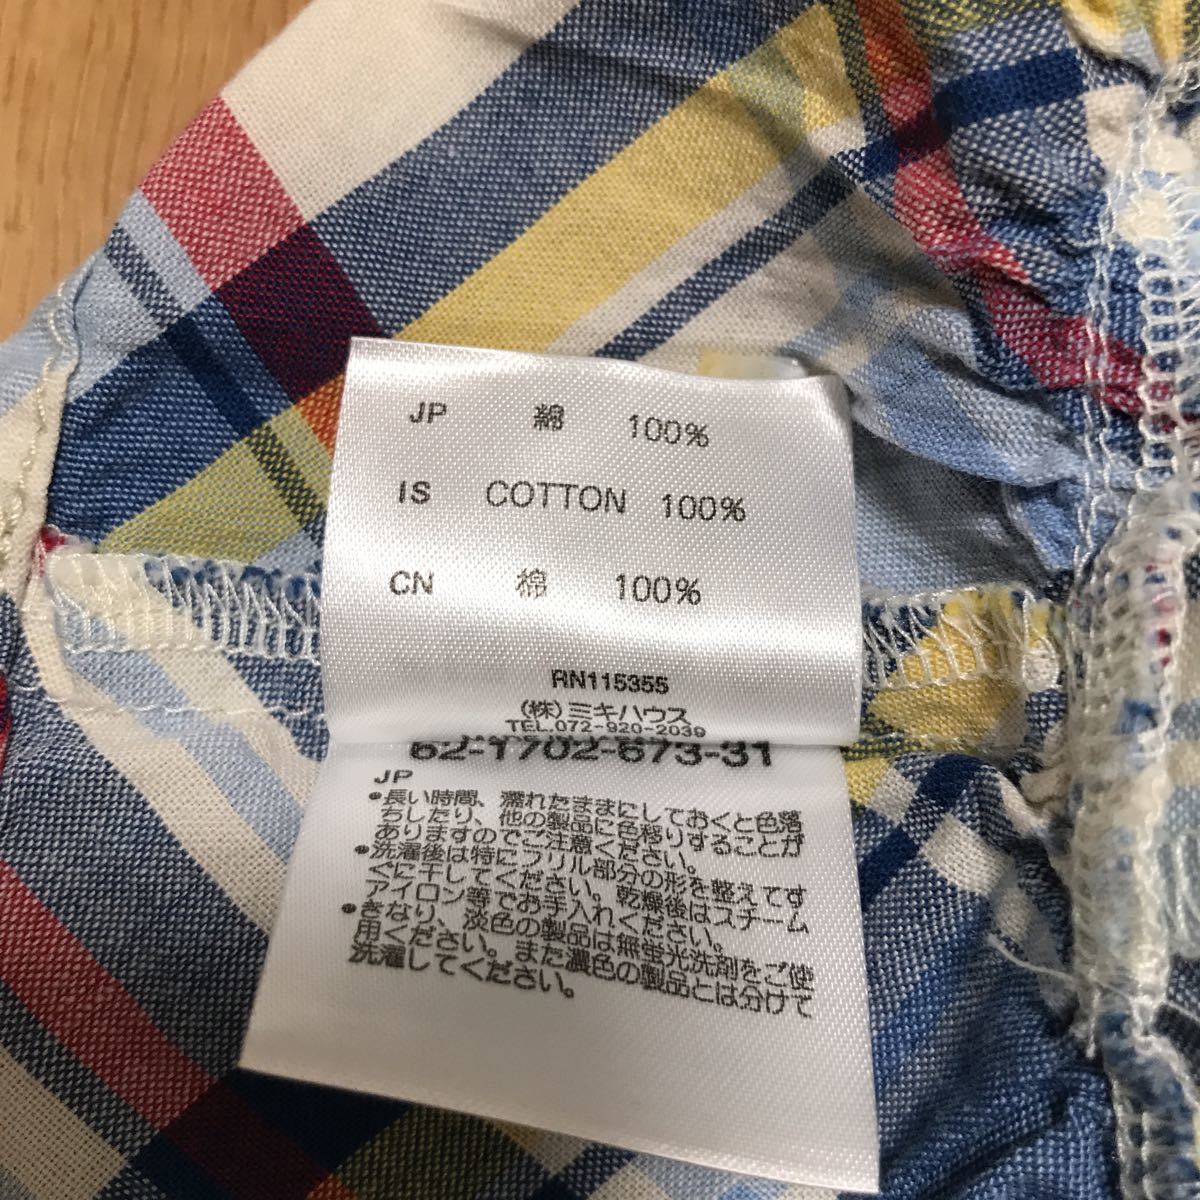 JP 綿 100%
IS COTTON 100%
CN 棉 100%
RN115355
(株)ミキハウス
TEL.072-920-2039
62-1702-673-31
JP
•長い時間、濡れたままにしておくと色落
ちしたり、他の製品に色移りすることが
ありますのでご注意ください。
•洗濯後は特にフリル部分の形を整えてす
ぐに干してください。乾燥後はスチーム
アイロン等でお手入れください。
•きなり、淡色の製品は無蛍光洗剤をご使
用ください。また濃色の製品とは分けて
洗濯してください。